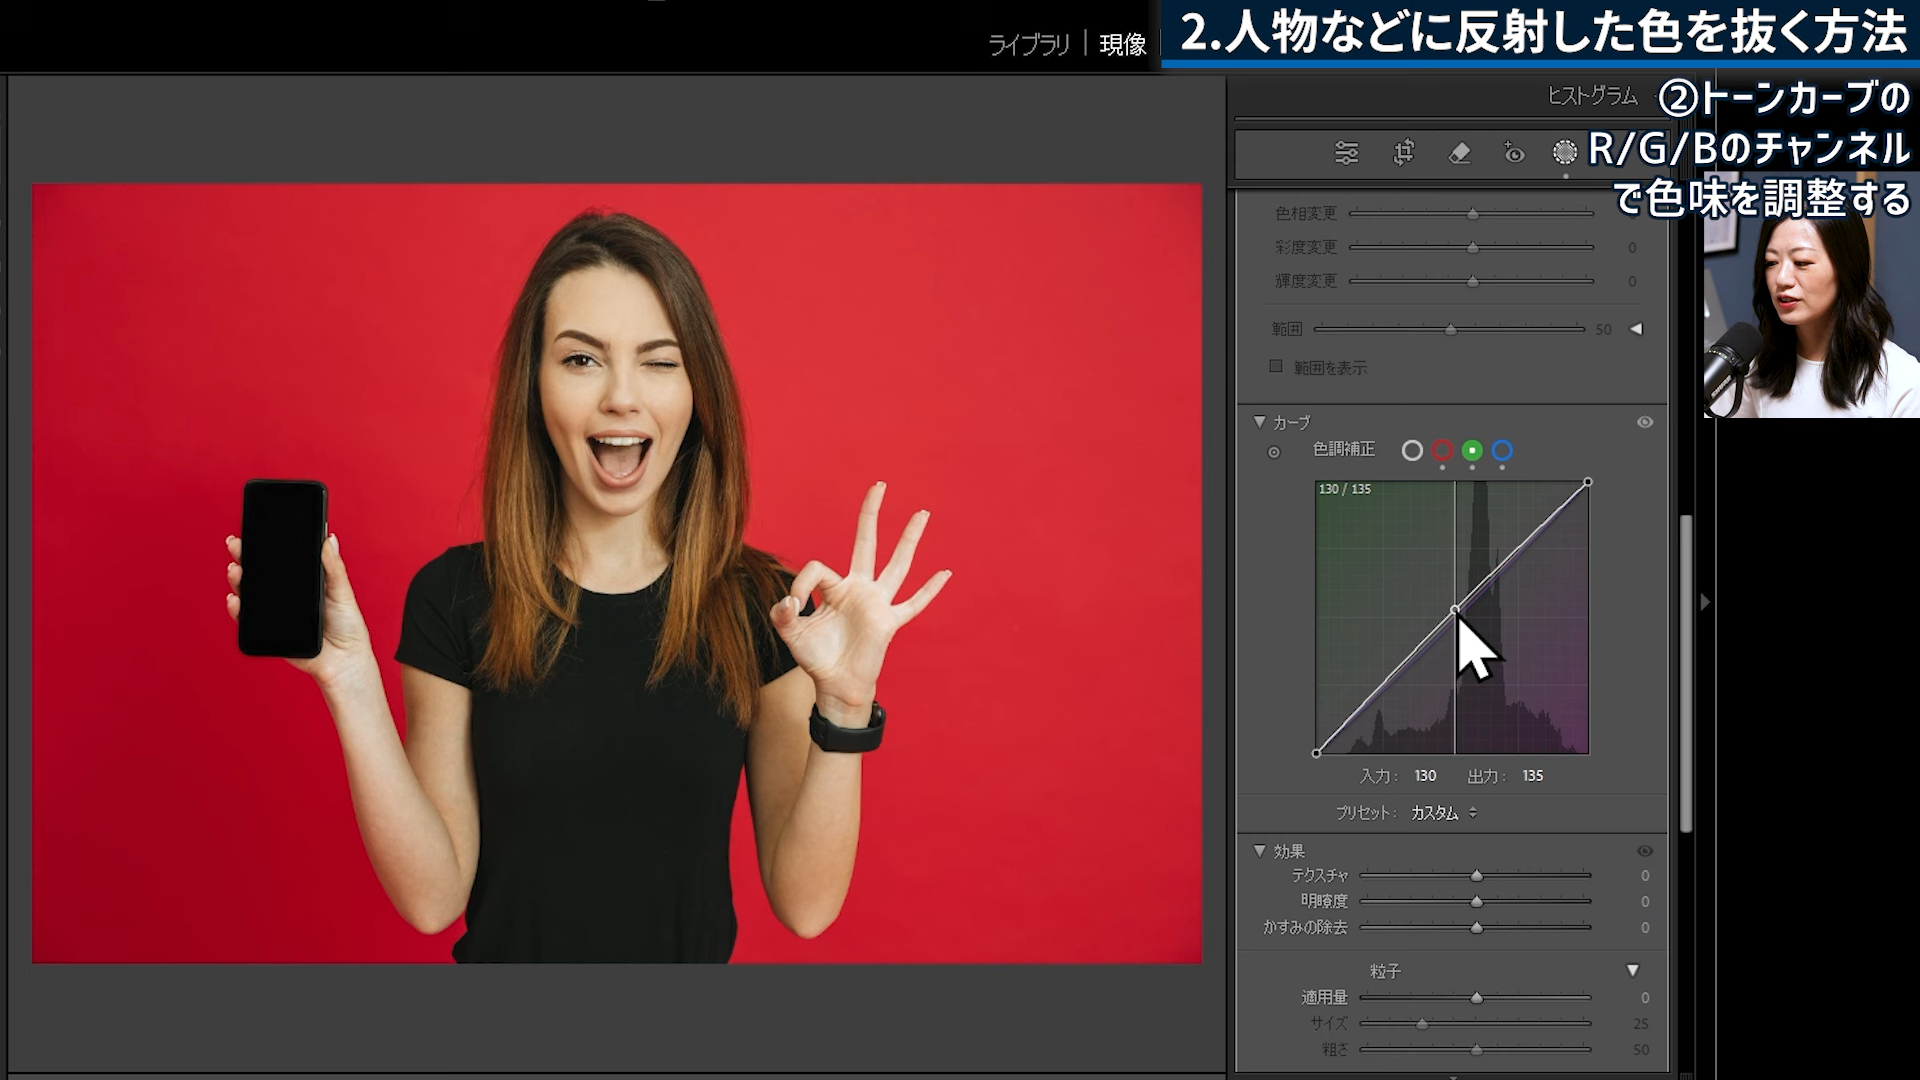 ライブラリ | 現像
2.人物などに反射した色を抜く方法
ヒストグラム
②トーンカーブの
R/G/Bのチャンネル
で色味を調整する
色相変更
彩度変更 0
輝度変更 0
範囲 50
範囲を表示
カーブ
色調補正
130 / 135
入力: 130 出力: 135
プリセット: カスタム
効果
テクスチャ 0
明瞭度 0
かすみの除去 0
粒子
適用量 0
サイズ 25
粗さ 50